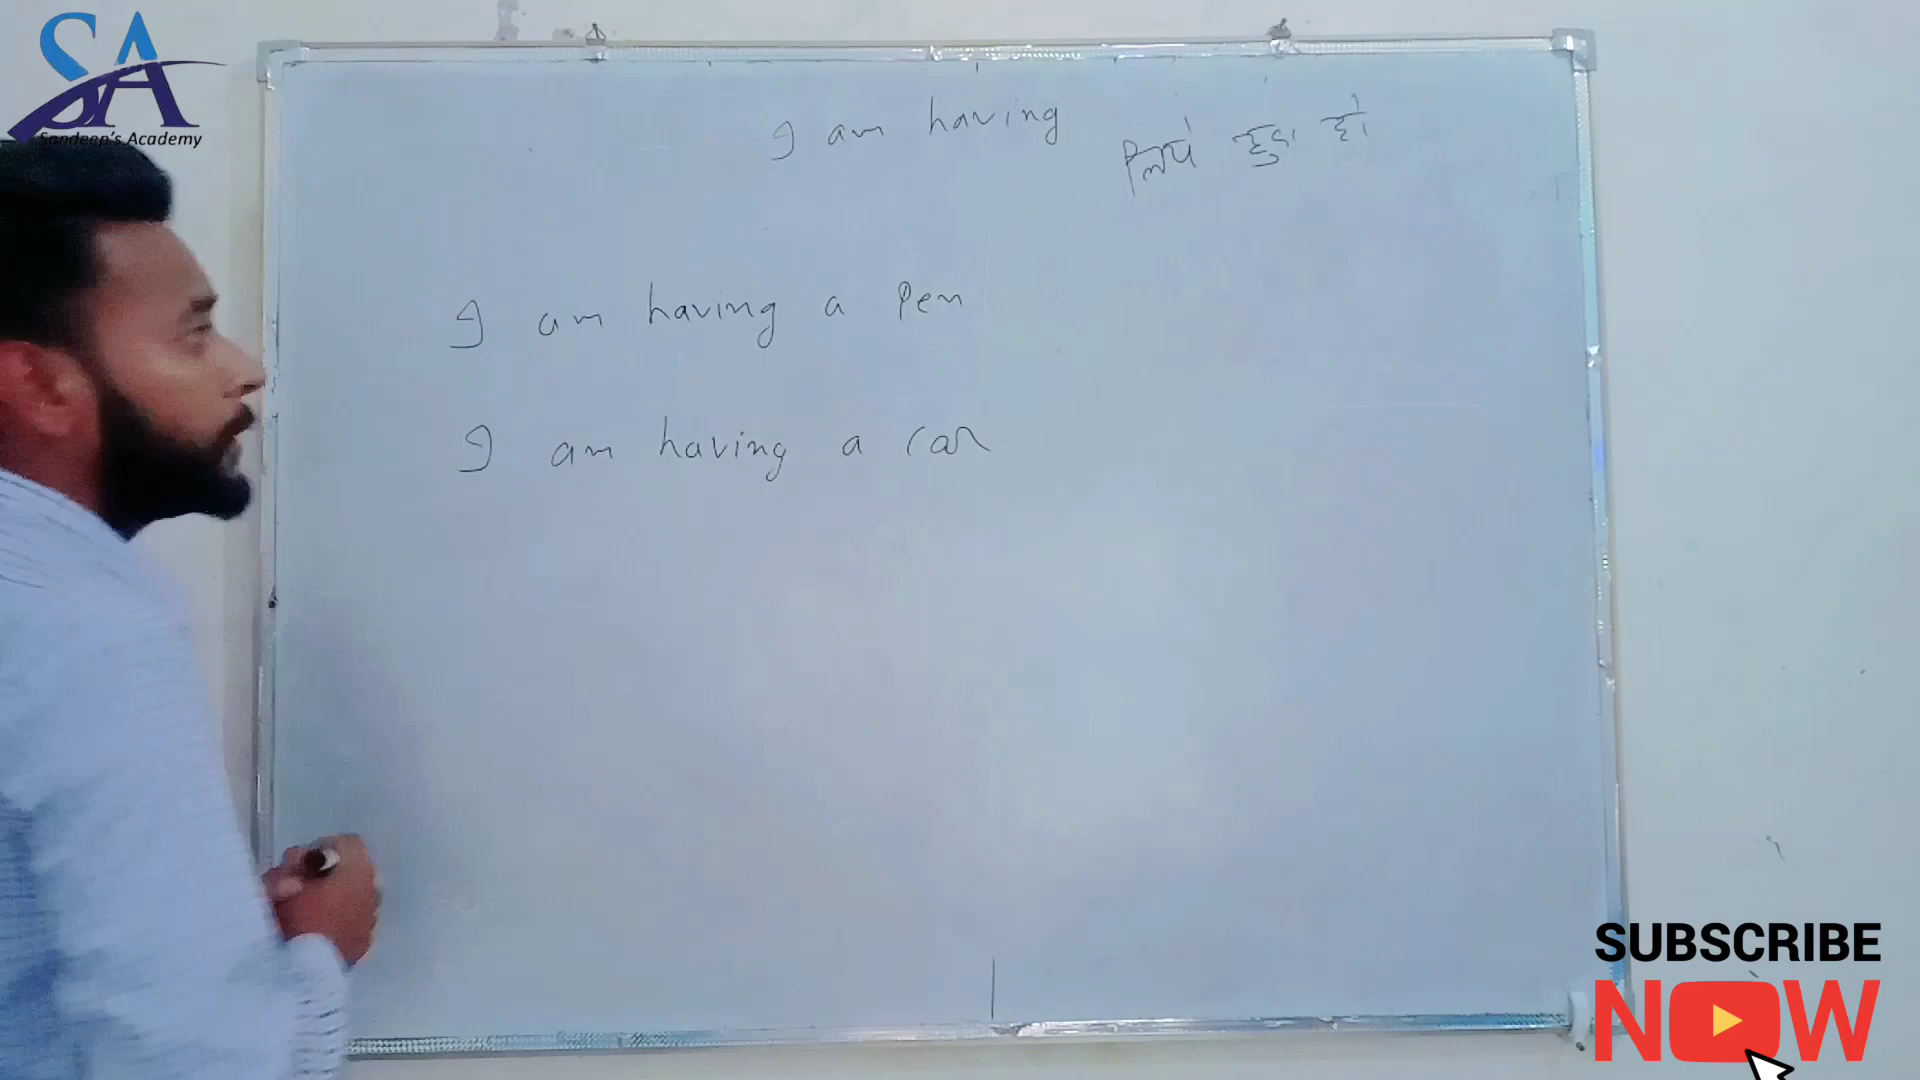 SA
Sandeep's Academy
I am having
लिये हुआ हो
I am having a Pen
I am having a car
SUBSCRIBE
NOW